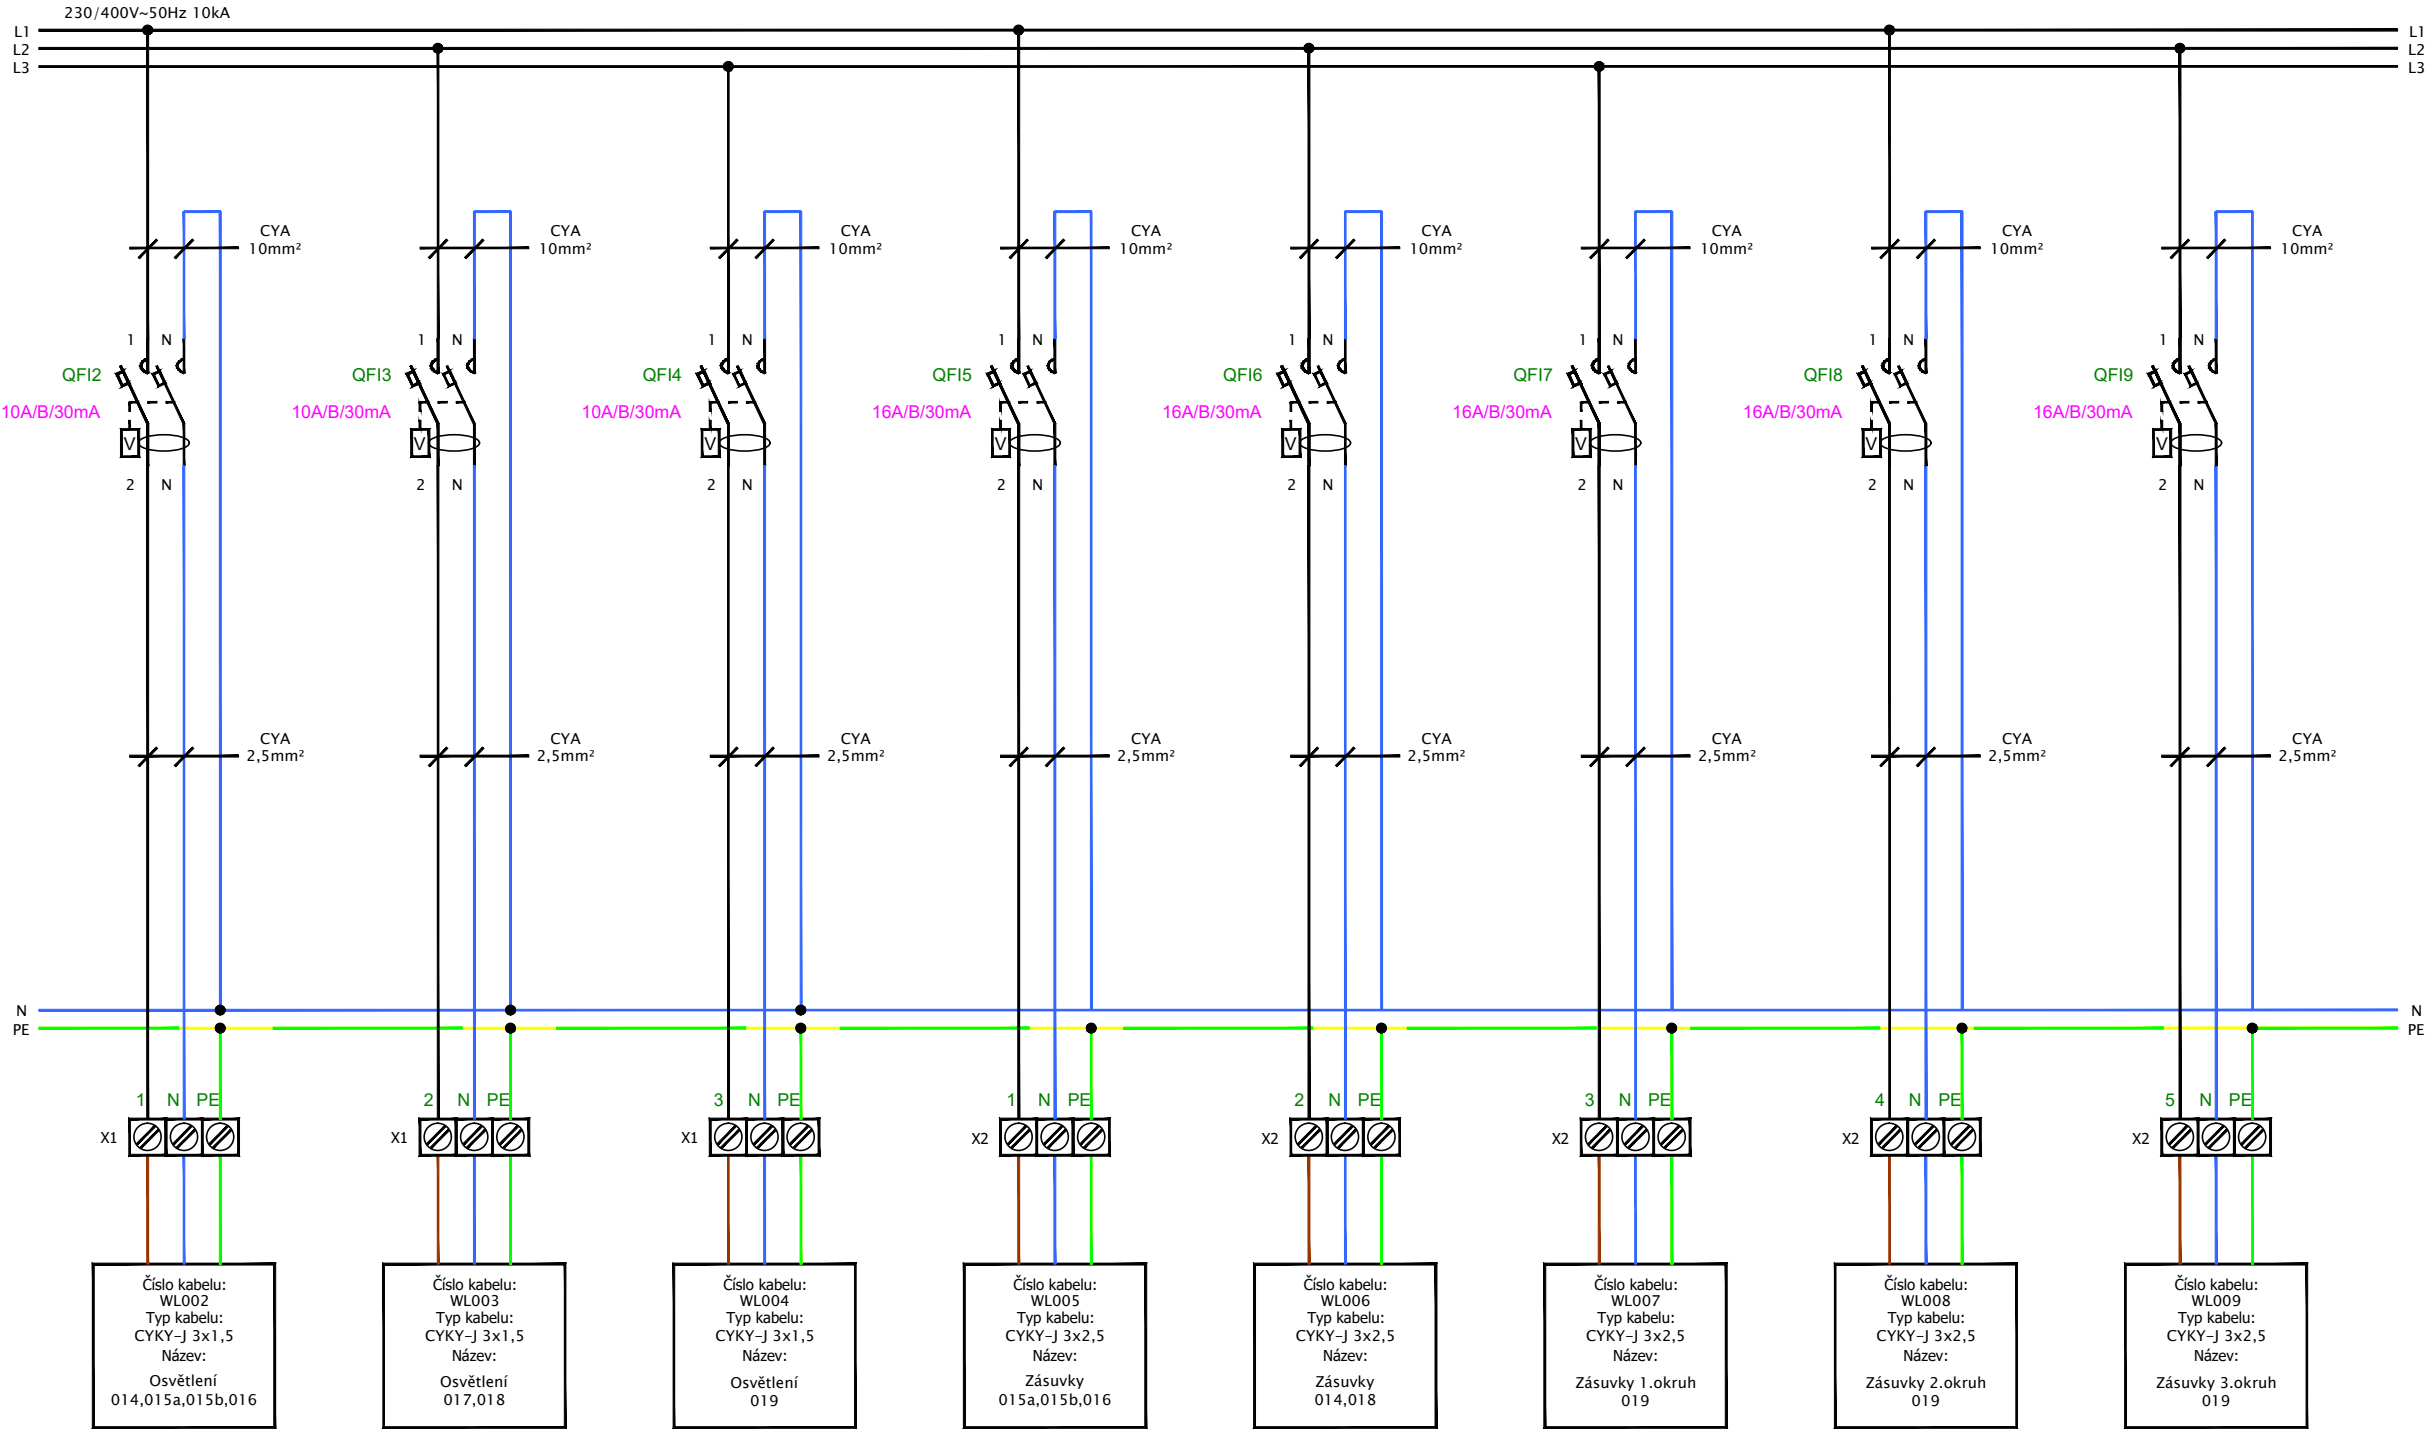 230/400V~50Hz 10kA
L1 L1
L2 L2
L3 L3
CYA CYA CYA CYA CYA CYA CYA CYA
10mm² 10mm² 10mm² 10mm² 10mm² 10mm² 10mm² 10mm²
1 N 1 N 1 N 1 N 1 N 1 N 1 N 1 N
QFI2 QFI3 QFI4 QFI5 QFI6 QFI7 QFI8 QFI9
10A/B/30mA 10A/B/30mA 10A/B/30mA 16A/B/30mA 16A/B/30mA 16A/B/30mA 16A/B/30mA 16A/B/30mA
V V V V V V V V
2 N 2 N 2 N 2 N 2 N 2 N 2 N 2 N
CYA CYA CYA CYA CYA CYA CYA CYA
2,5mm² 2,5mm² 2,5mm² 2,5mm² 2,5mm² 2,5mm² 2,5mm² 2,5mm²
N N
PE PE
1 N PE 2 N PE 3 N PE 1 N PE 2 N PE 3 N PE 4 N PE 5 N PE
X1 X1 X1 X2 X2 X2 X2 X2
Číslo kabelu:
WL002
Typ kabelu:
CYKY-J 3x1,5
Název:
Osvětlení
014,015a,015b,016
Číslo kabelu:
WL003
Typ kabelu:
CYKY-J 3x1,5
Název:
Osvětlení
017,018
Číslo kabelu:
WL004
Typ kabelu:
CYKY-J 3x1,5
Název:
Osvětlení
019
Číslo kabelu:
WL005
Typ kabelu:
CYKY-J 3x2,5
Název:
Zásuvky
015a,015b,016
Číslo kabelu:
WL006
Typ kabelu:
CYKY-J 3x2,5
Název:
Zásuvky
014,018
Číslo kabelu:
WL007
Typ kabelu:
CYKY-J 3x2,5
Název:
Zásuvky 1.okruh
019
Číslo kabelu:
WL008
Typ kabelu:
CYKY-J 3x2,5
Název:
Zásuvky 2.okruh
019
Číslo kabelu:
WL009
Typ kabelu:
CYKY-J 3x2,5
Název:
Zásuvky 3.okruh
019